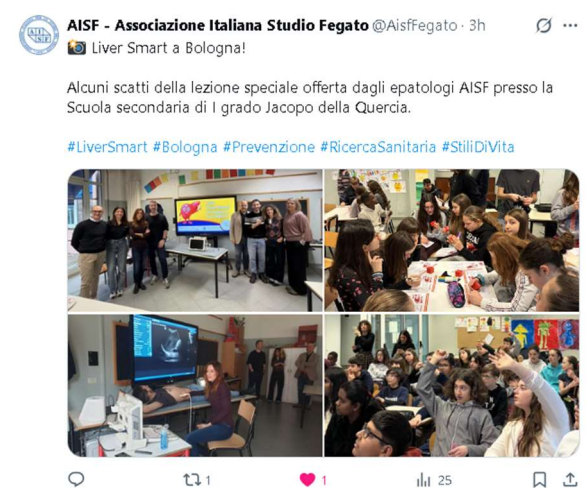 AISF - Associazione Italiana Studio Fegato @AisfFegato · 3h
Liver Smart a Bologna!
Alcuni scatti della lezione speciale offerta dagli epatologi AISF presso la
Scuola secondaria di I grado Jacopo della Quercia.
#LiverSmart #Bologna #Prevenzione #RicercaSanitaria #StiliDiVita
1
1
25